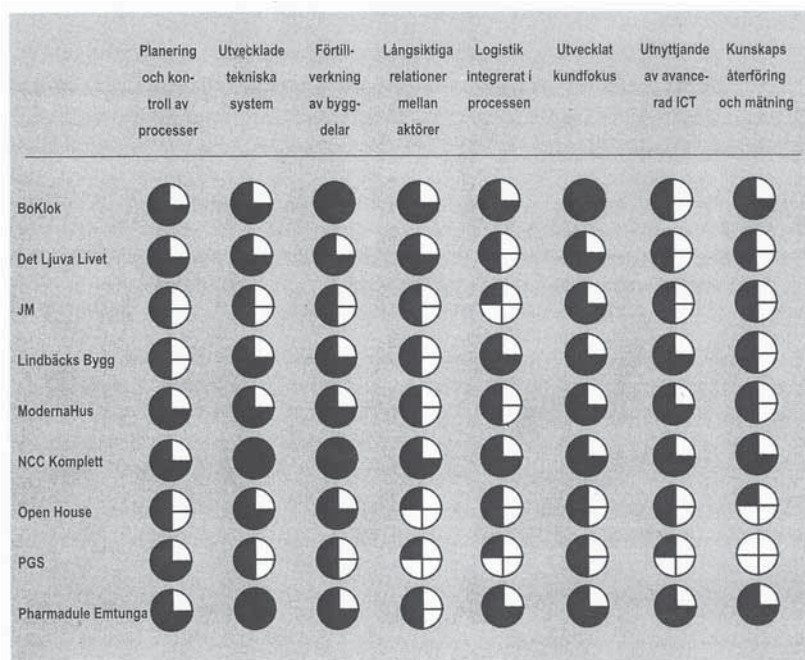 Planering
och kon-
troll av
processer
Utvecklade
tekniska
system
Förtill-
verkning
av bygg-
delar
Långsiktiga
relationer
mellan
aktörer
Logistik
integrerat i
processen
Utvecklat
kundfokus
Utnyttjande
av avance-
rad ICT
Kunskaps
återföring
och mätning
BoKlok
Det Ljuva Livet
JM
Lindbäcks Bygg
ModernaHus
NCC Komplett
Open House
PGS
Pharmadule Emtunga